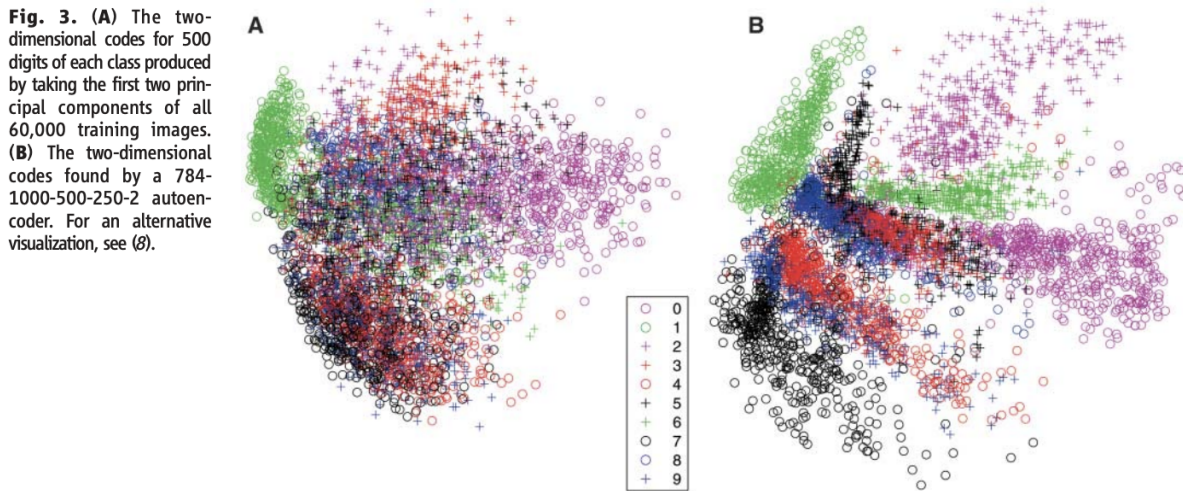 Fig. 3. (A) The two-
dimensional codes for 500
digits of each class produced
by taking the first two prin-
cipal components of all
60,000 training images.
(B) The two-dimensional
codes found by a 784-
1000-500-250-2 autoen-
coder. For an alternative
visualization, see (8).
A
B
0
1
2
3
4
5
6
7
8
9